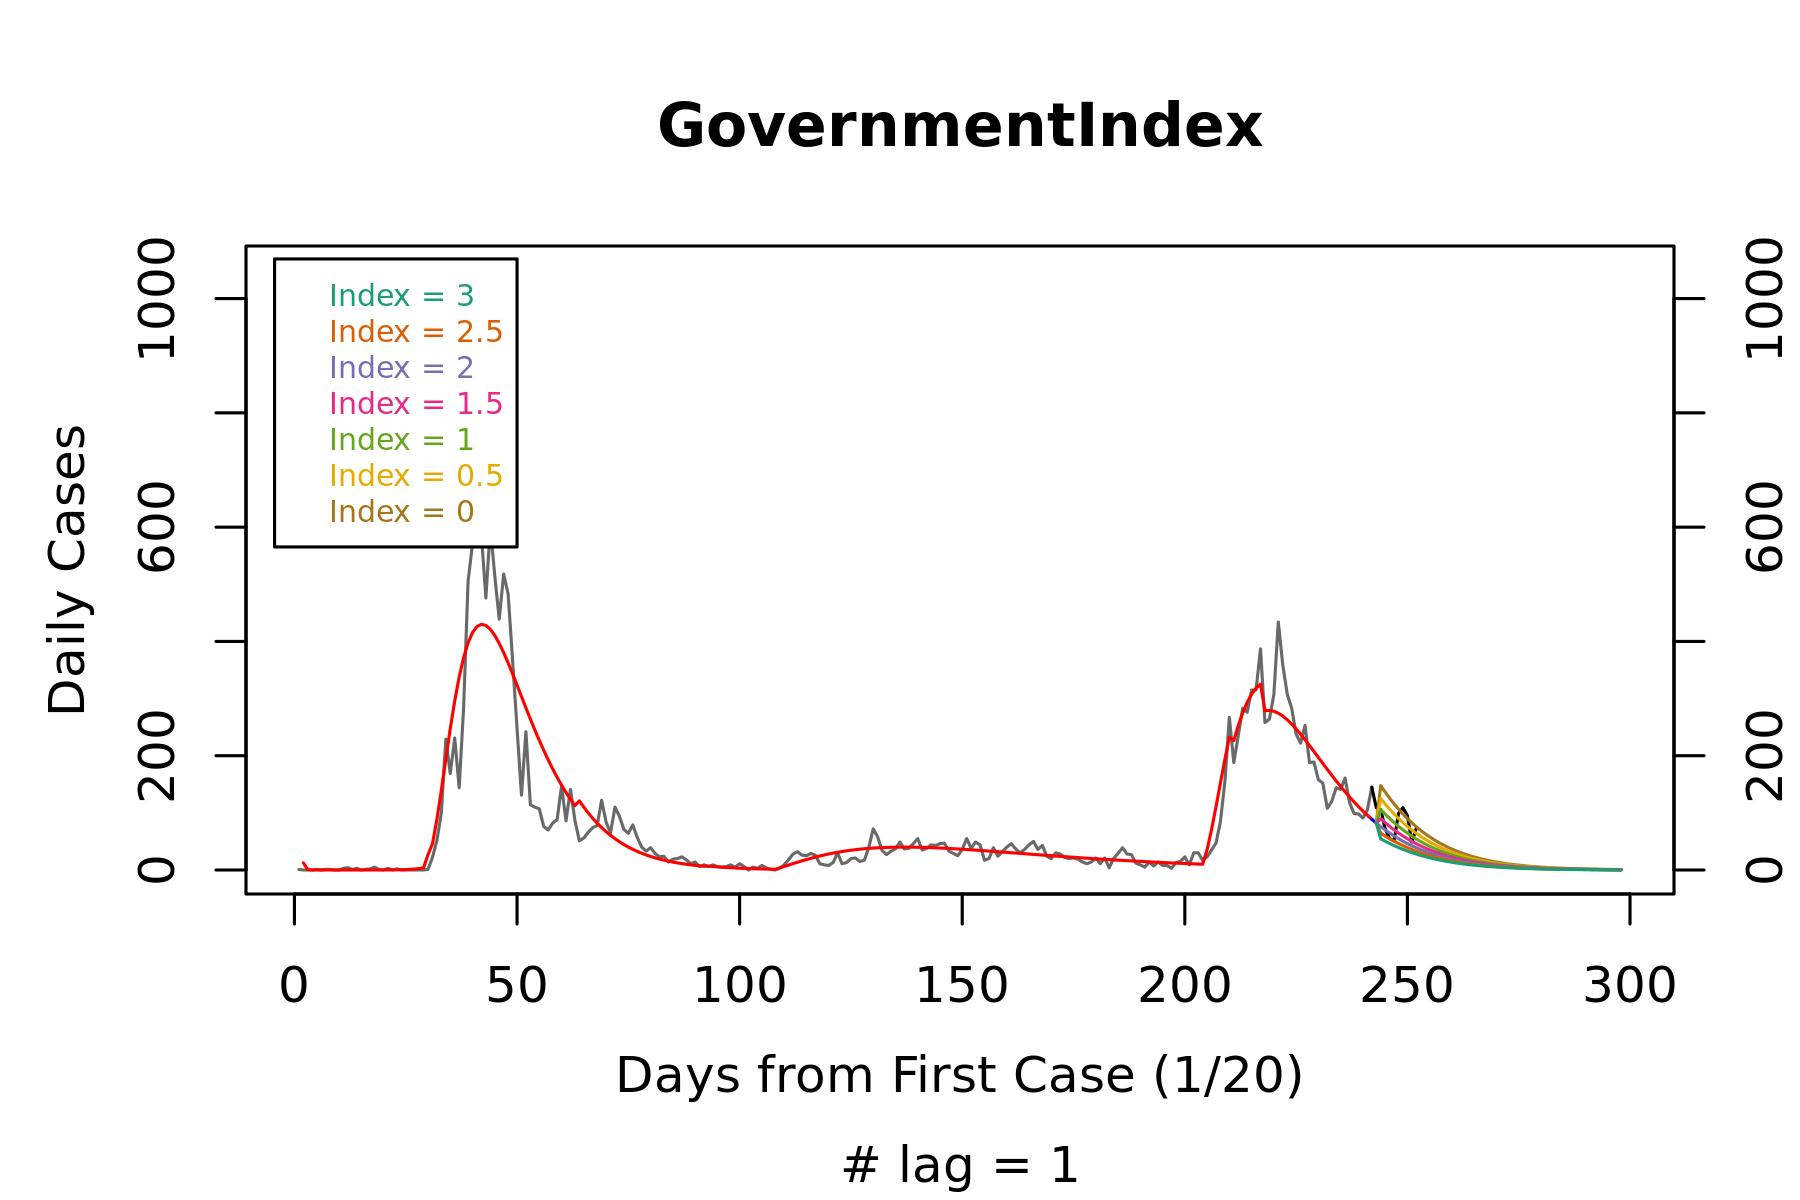 GovernmentIndex
Index = 3
Index = 2.5
Index = 2
Index = 1.5
Index = 1
Index = 0.5
Index = 0
Daily Cases
0
200
600
1000
0
200
600
1000
0 50 100 150 200 250 300
Days from First Case (1/20)
# lag = 1